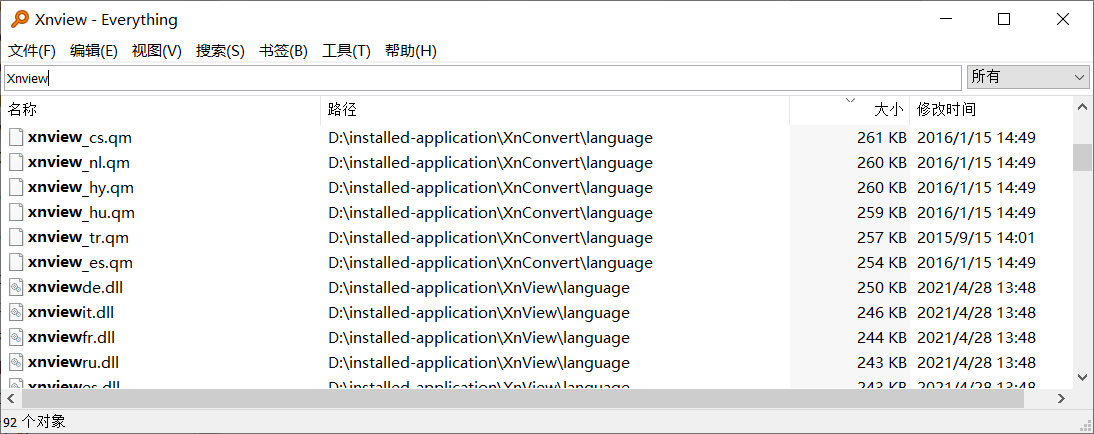 Xnview - Everything
文件(F) 编辑(E) 视图(V) 搜索(S) 书签(B) 工具(T) 帮助(H)
Xnview 所有
名称 路径 大小 修改时间
xnview_cs.qm D:\installed-application\XnConvert\language 261 KB 2016/1/15 14:49
xnview_nl.qm D:\installed-application\XnConvert\language 260 KB 2016/1/15 14:49
xnview_hy.qm D:\installed-application\XnConvert\language 260 KB 2016/1/15 14:49
xnview_hu.qm D:\installed-application\XnConvert\language 259 KB 2016/1/15 14:49
xnview_tr.qm D:\installed-application\XnConvert\language 257 KB 2015/9/15 14:01
xnview_es.qm D:\installed-application\XnConvert\language 254 KB 2016/1/15 14:49
xnviewde.dll D:\installed-application\XnView\language 250 KB 2021/4/28 13:48
xnviewit.dll D:\installed-application\XnView\language 246 KB 2021/4/28 13:48
xnviewfr.dll D:\installed-application\XnView\language 244 KB 2021/4/28 13:48
xnviewru.dll D:\installed-application\XnView\language 243 KB 2021/4/28 13:48
xnviewes.dll D:\installed-application\XnView\language 243 KB 2021/4/28 13:48
92 个对象